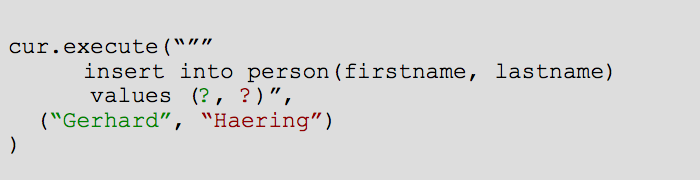 cur.execute(“””
insert into person(firstname, lastname)
values (?, ?)”,
(“Gerhard”, “Haering”)
)